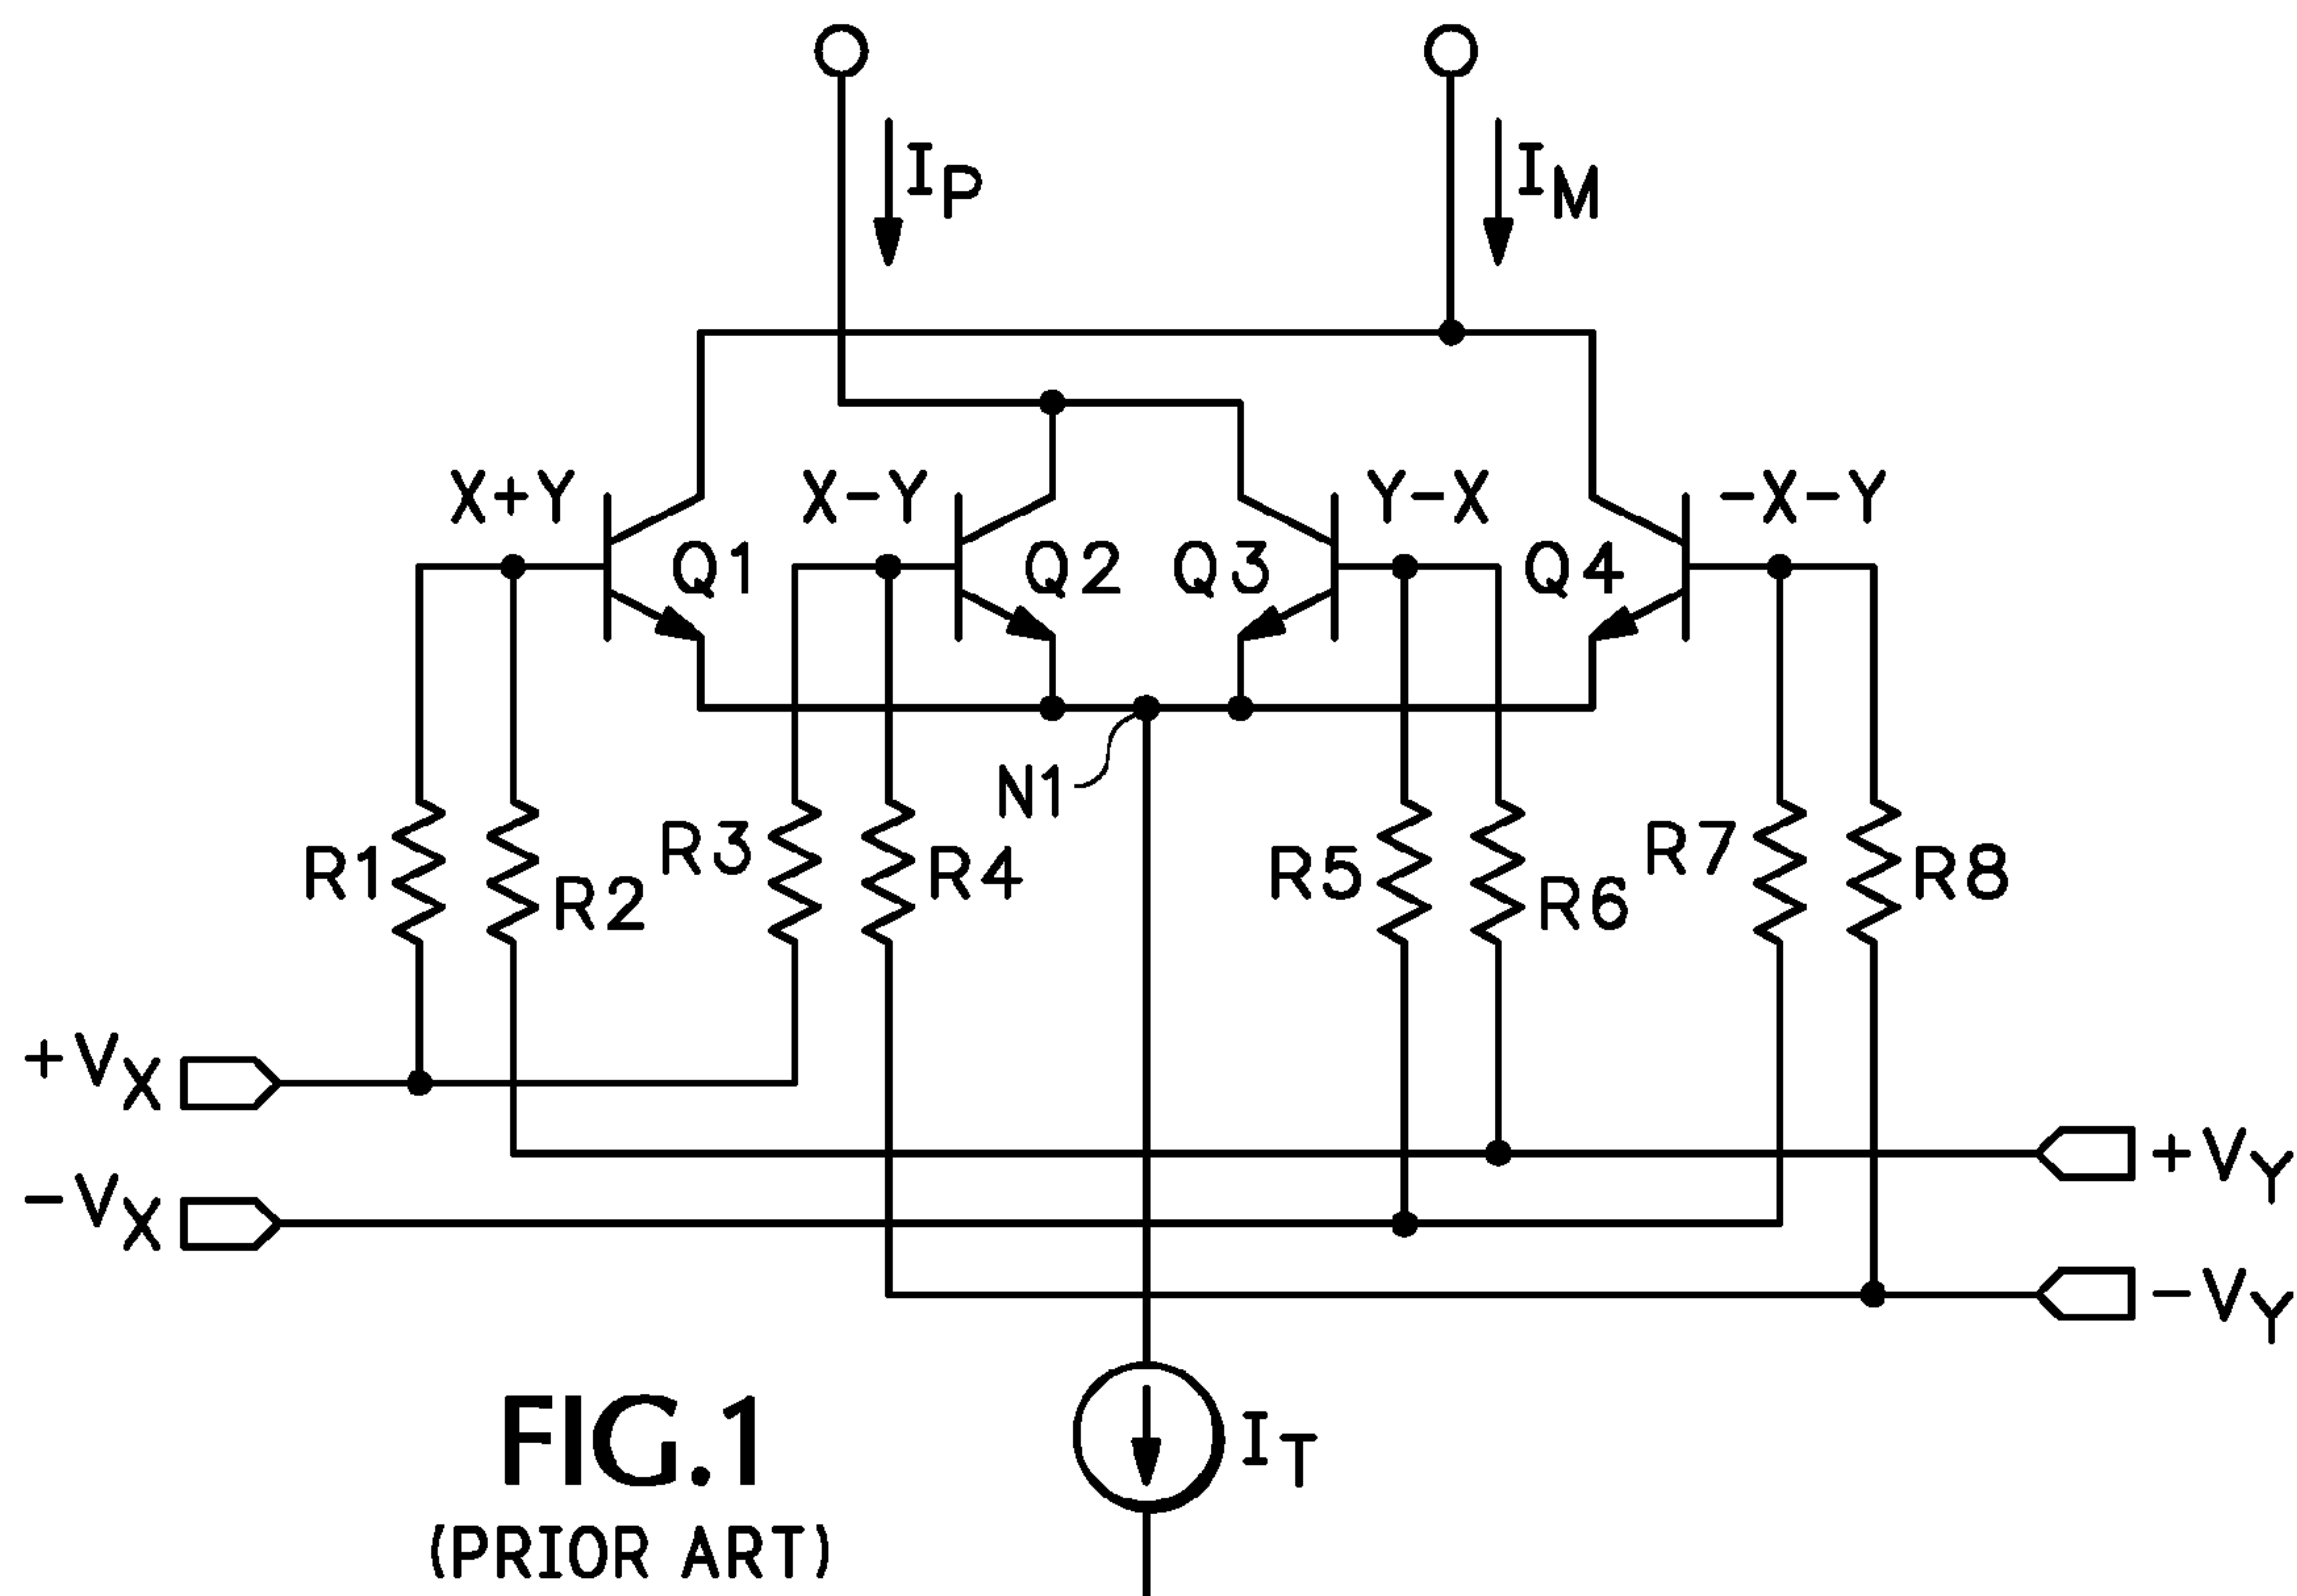 I_P
I_M
X+Y
X-Y
Y-X
-X-Y
Q1
Q2
Q3
Q4
N1
R1
R2
R3
R4
R5
R6
R7
R8
+V_X
+V_Y
-V_X
-V_Y
I_T
FIG.1
(PRIOR ART)